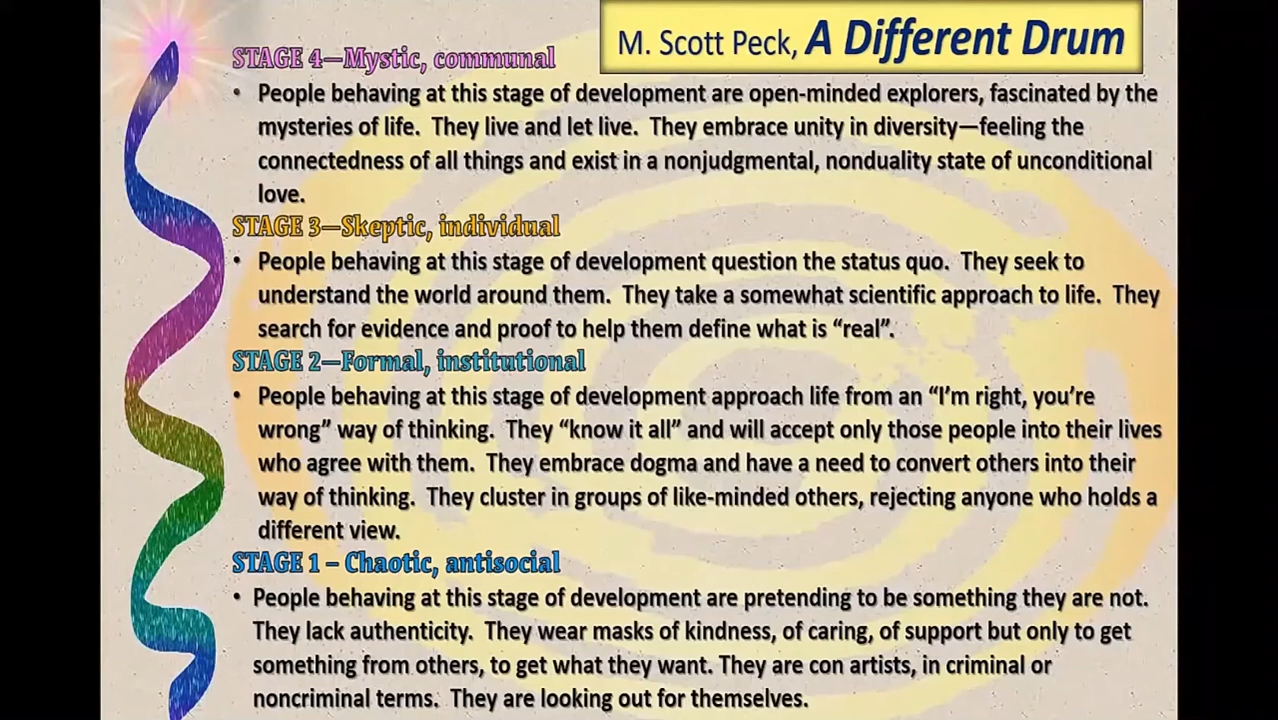 M. Scott Peck, A Different Drum
STAGE 4—Mystic, communal
• People behaving at this stage of development are open-minded explorers, fascinated by the
mysteries of life. They live and let live. They embrace unity in diversity—feeling the
connectedness of all things and exist in a nonjudgmental, nonduality state of unconditional
love.
STAGE 3—Skeptic, individual
• People behaving at this stage of development question the status quo. They seek to
understand the world around them. They take a somewhat scientific approach to life. They
search for evidence and proof to help them define what is “real”.
STAGE 2—Formal, institutional
• People behaving at this stage of development approach life from an “I’m right, you’re
wrong” way of thinking. They “know it all” and will accept only those people into their lives
who agree with them. They embrace dogma and have a need to convert others into their
way of thinking. They cluster in groups of like-minded others, rejecting anyone who holds a
different view.
STAGE 1 – Chaotic, antisocial
• People behaving at this stage of development are pretending to be something they are not.
They lack authenticity. They wear masks of kindness, of caring, of support but only to get
something from others, to get what they want. They are con artists, in criminal or
noncriminal terms. They are looking out for themselves.